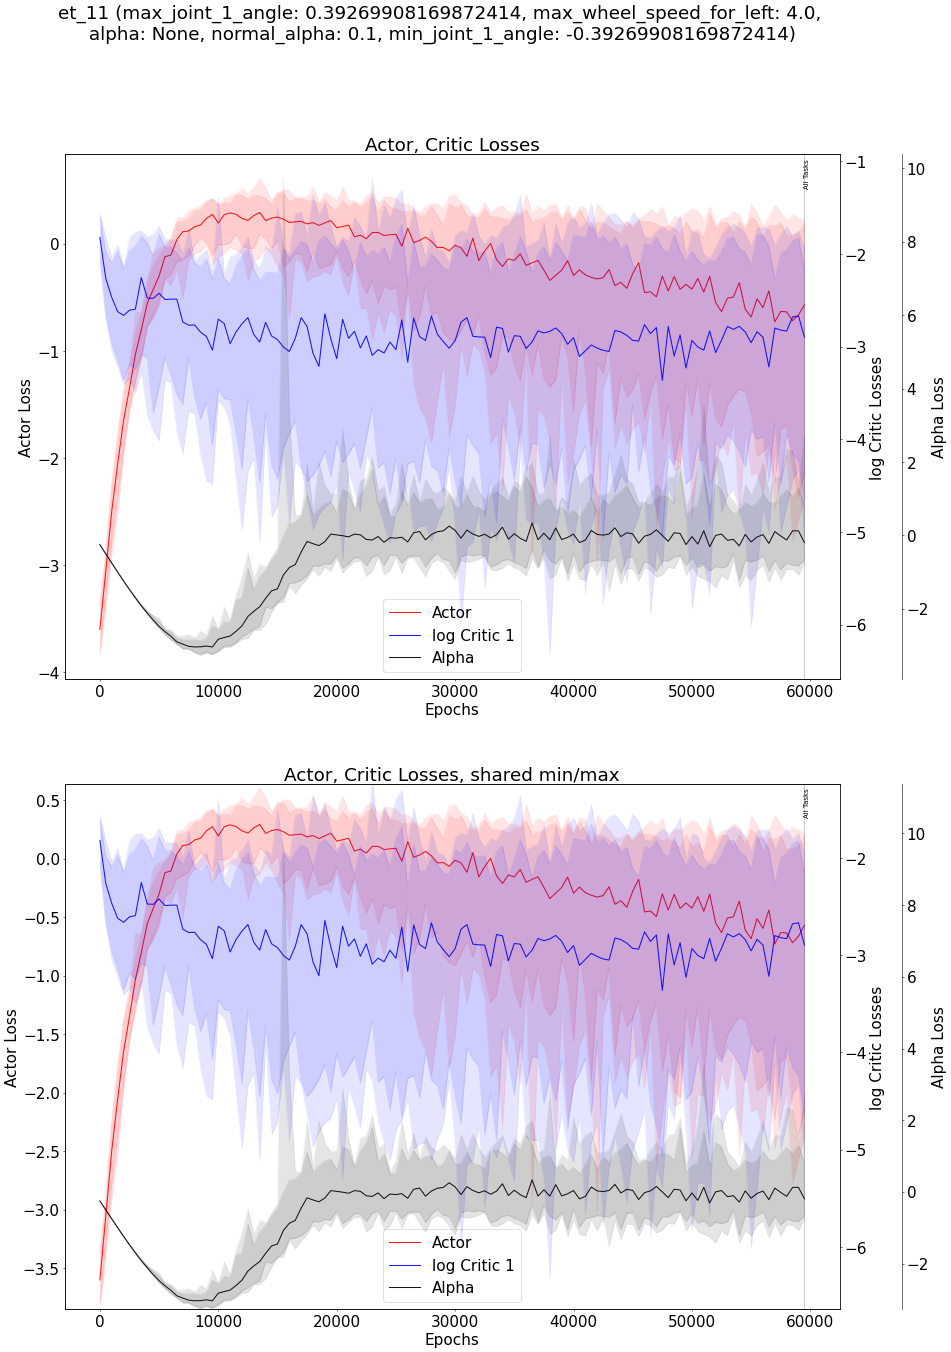 et_11 (max_joint_1_angle: 0.39269908169872414, max_wheel_speed_for_left: 4.0,
alpha: None, normal_alpha: 0.1, min_joint_1_angle: -0.39269908169872414)
Actor, Critic Losses
All Tasks
0
−1
−2
−3
−4
Actor Loss
−1
−2
−3
−4
−5
−6
log Critic Losses
10
8
6
4
2
0
−2
Alpha Loss
Actor
log Critic 1
Alpha
0 10000 20000 30000 40000 50000 60000
Epochs
Actor, Critic Losses, shared min/max
All Tasks
0.5
0.0
−0.5
−1.0
−1.5
−2.0
−2.5
−3.0
−3.5
Actor Loss
−2
−3
−4
−5
−6
log Critic Losses
10
8
6
4
2
0
−2
Alpha Loss
Actor
log Critic 1
Alpha
0 10000 20000 30000 40000 50000 60000
Epochs